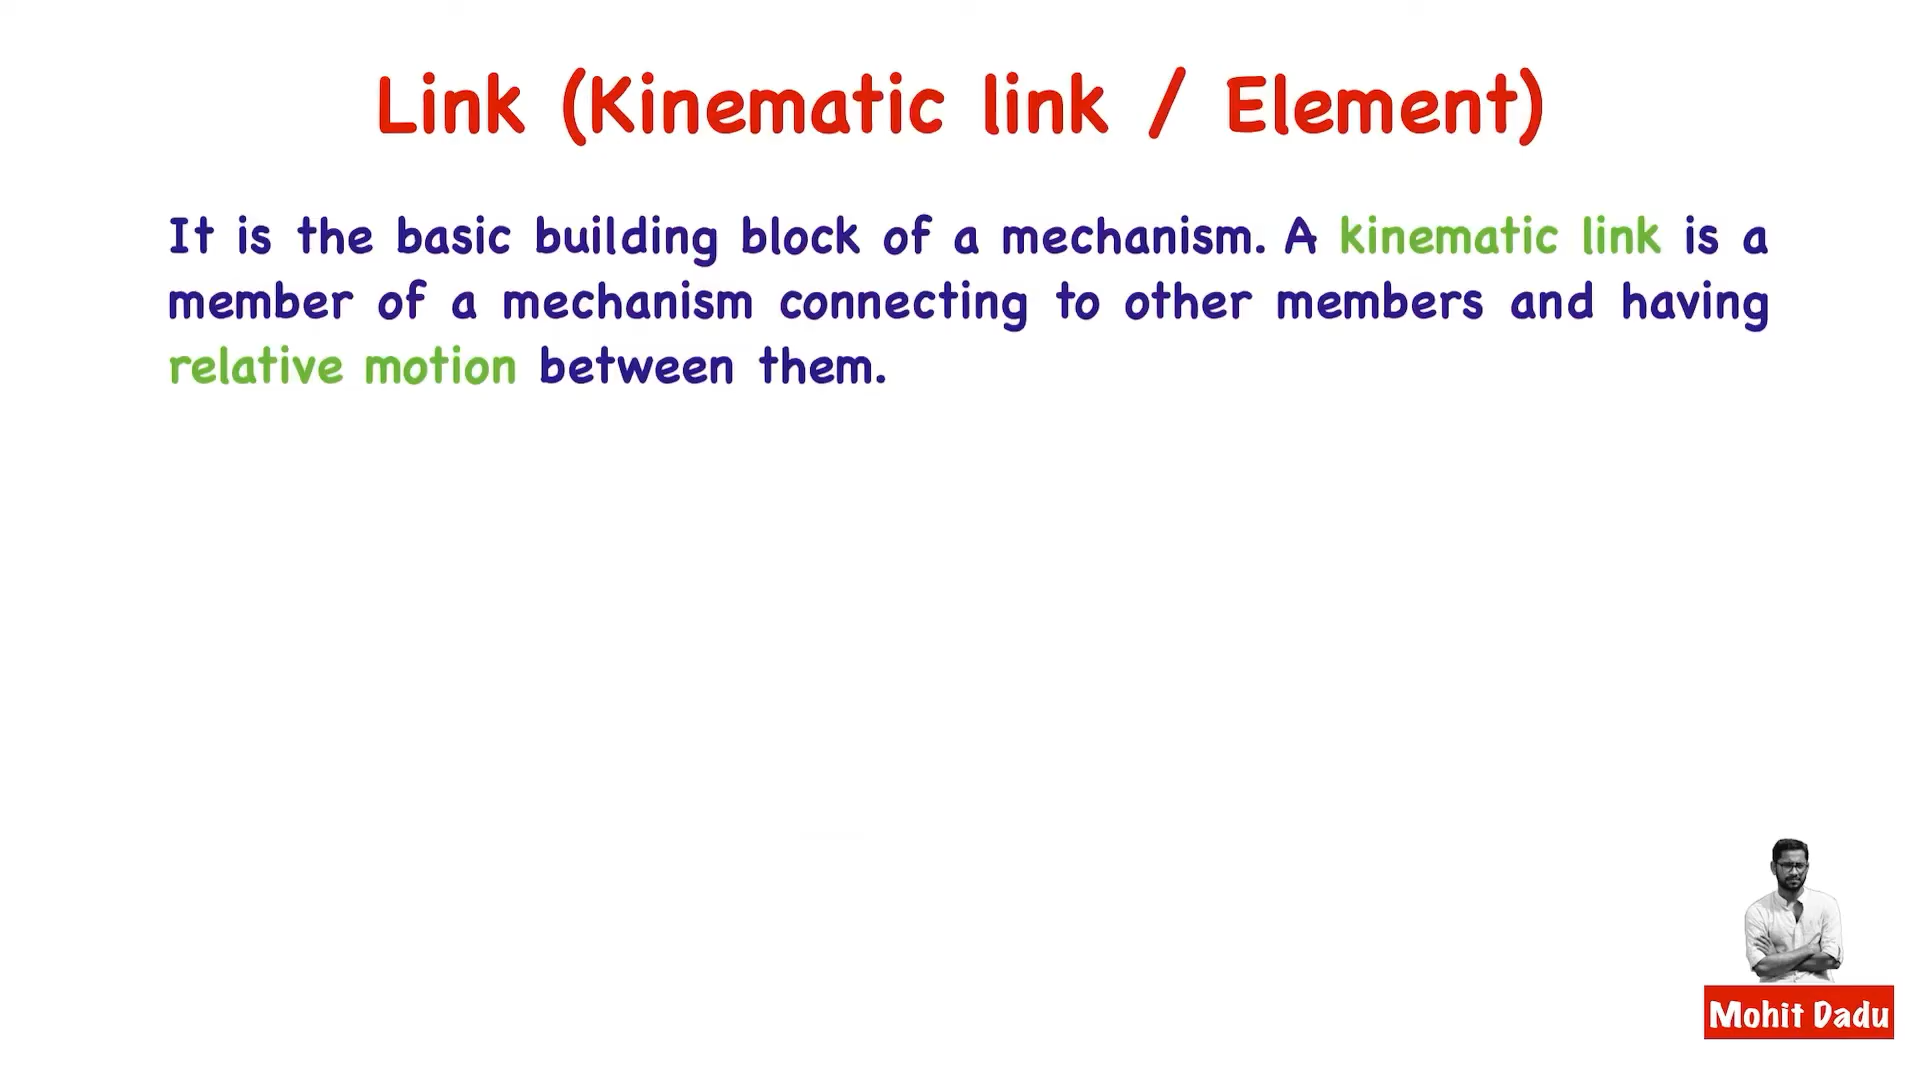 Link (Kinematic link / Element)
It is the basic building block of a mechanism. A kinematic link is a
member of a mechanism connecting to other members and having
relative motion between them.
Mohit Dadu